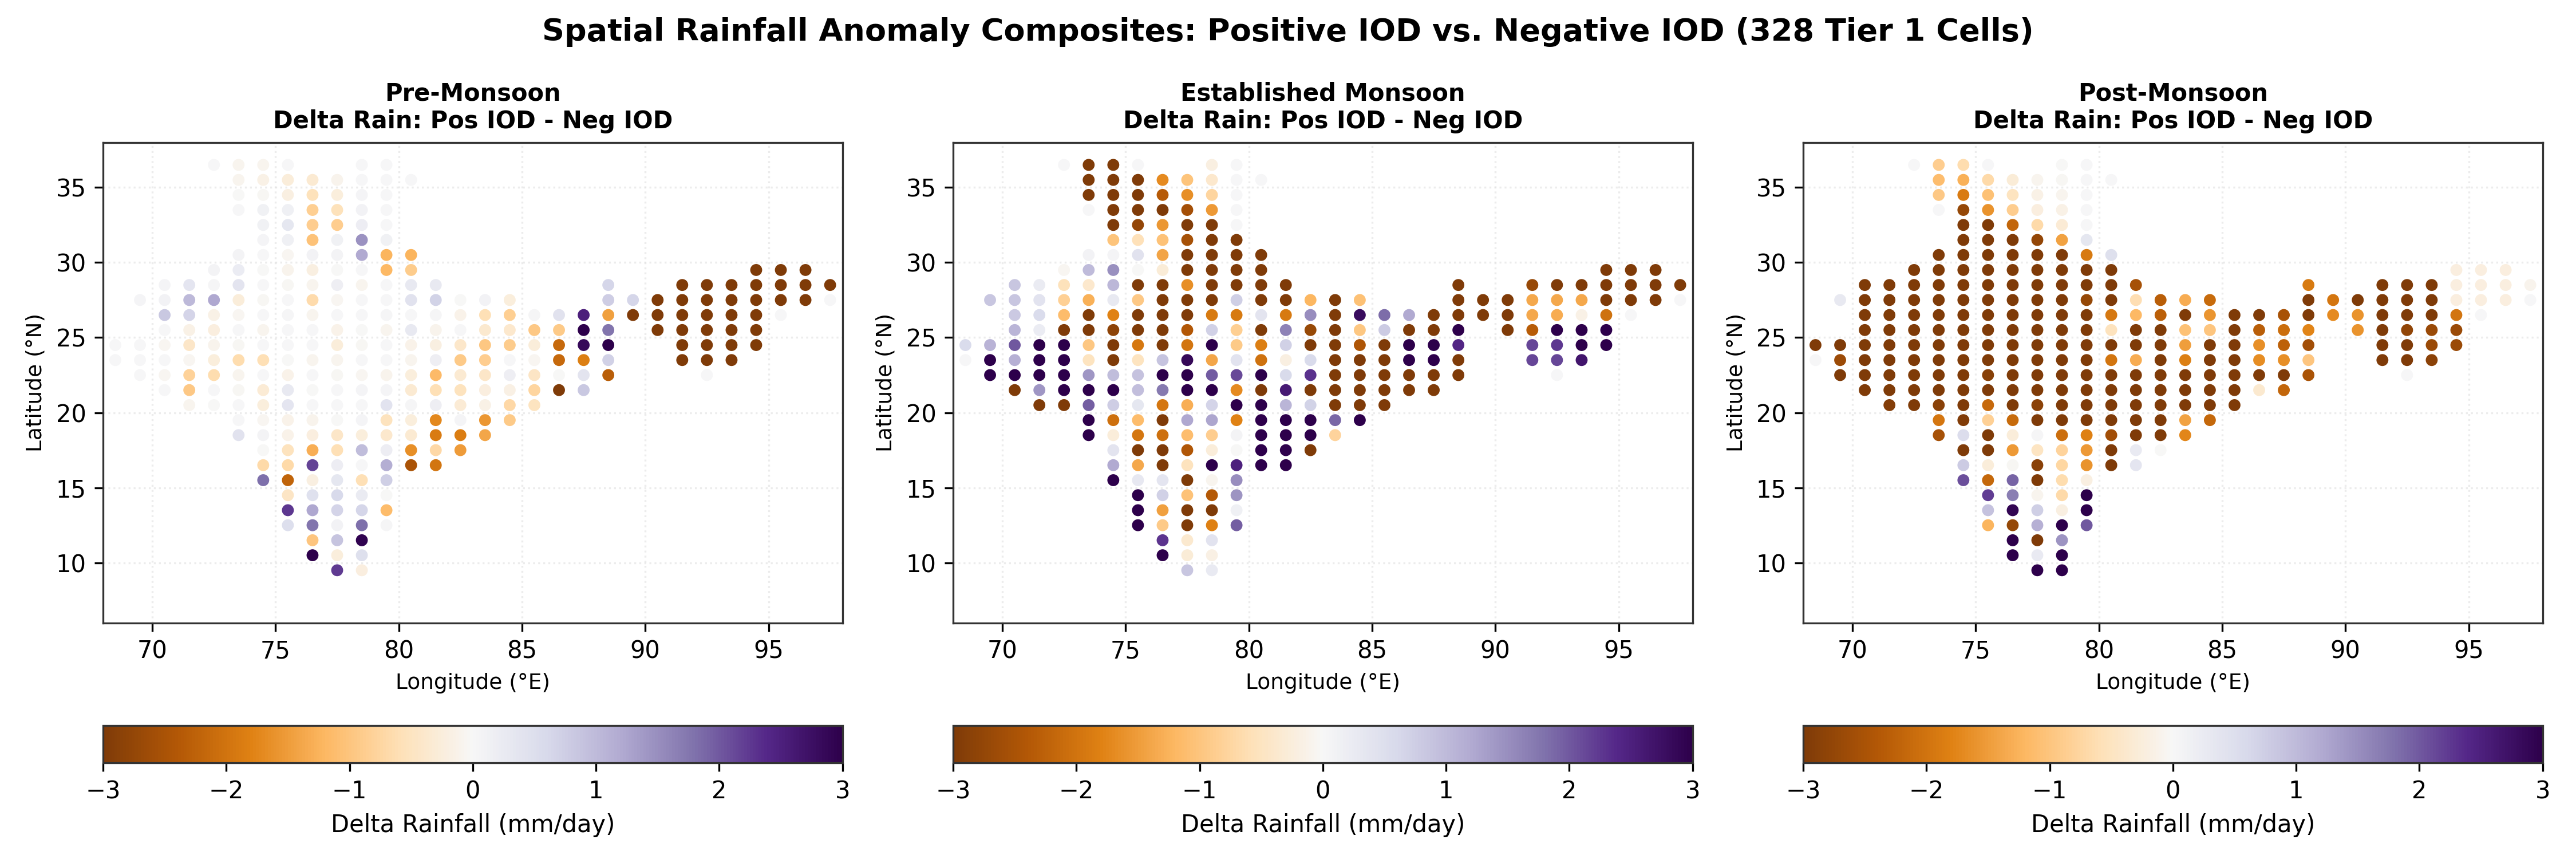 Spatial Rainfall Anomaly Composites: Positive IOD vs. Negative IOD (328 Tier 1 Cells)
Pre-Monsoon
Delta Rain: Pos IOD - Neg IOD
Latitude (°N)
35
30
25
20
15
10
70 75 80 85 90 95
Longitude (°E)
−3 −2 −1 0 1 2 3
Delta Rainfall (mm/day)
Established Monsoon
Delta Rain: Pos IOD - Neg IOD
Latitude (°N)
35
30
25
20
15
10
70 75 80 85 90 95
Longitude (°E)
−3 −2 −1 0 1 2 3
Delta Rainfall (mm/day)
Post-Monsoon
Delta Rain: Pos IOD - Neg IOD
Latitude (°N)
35
30
25
20
15
10
70 75 80 85 90 95
Longitude (°E)
−3 −2 −1 0 1 2 3
Delta Rainfall (mm/day)